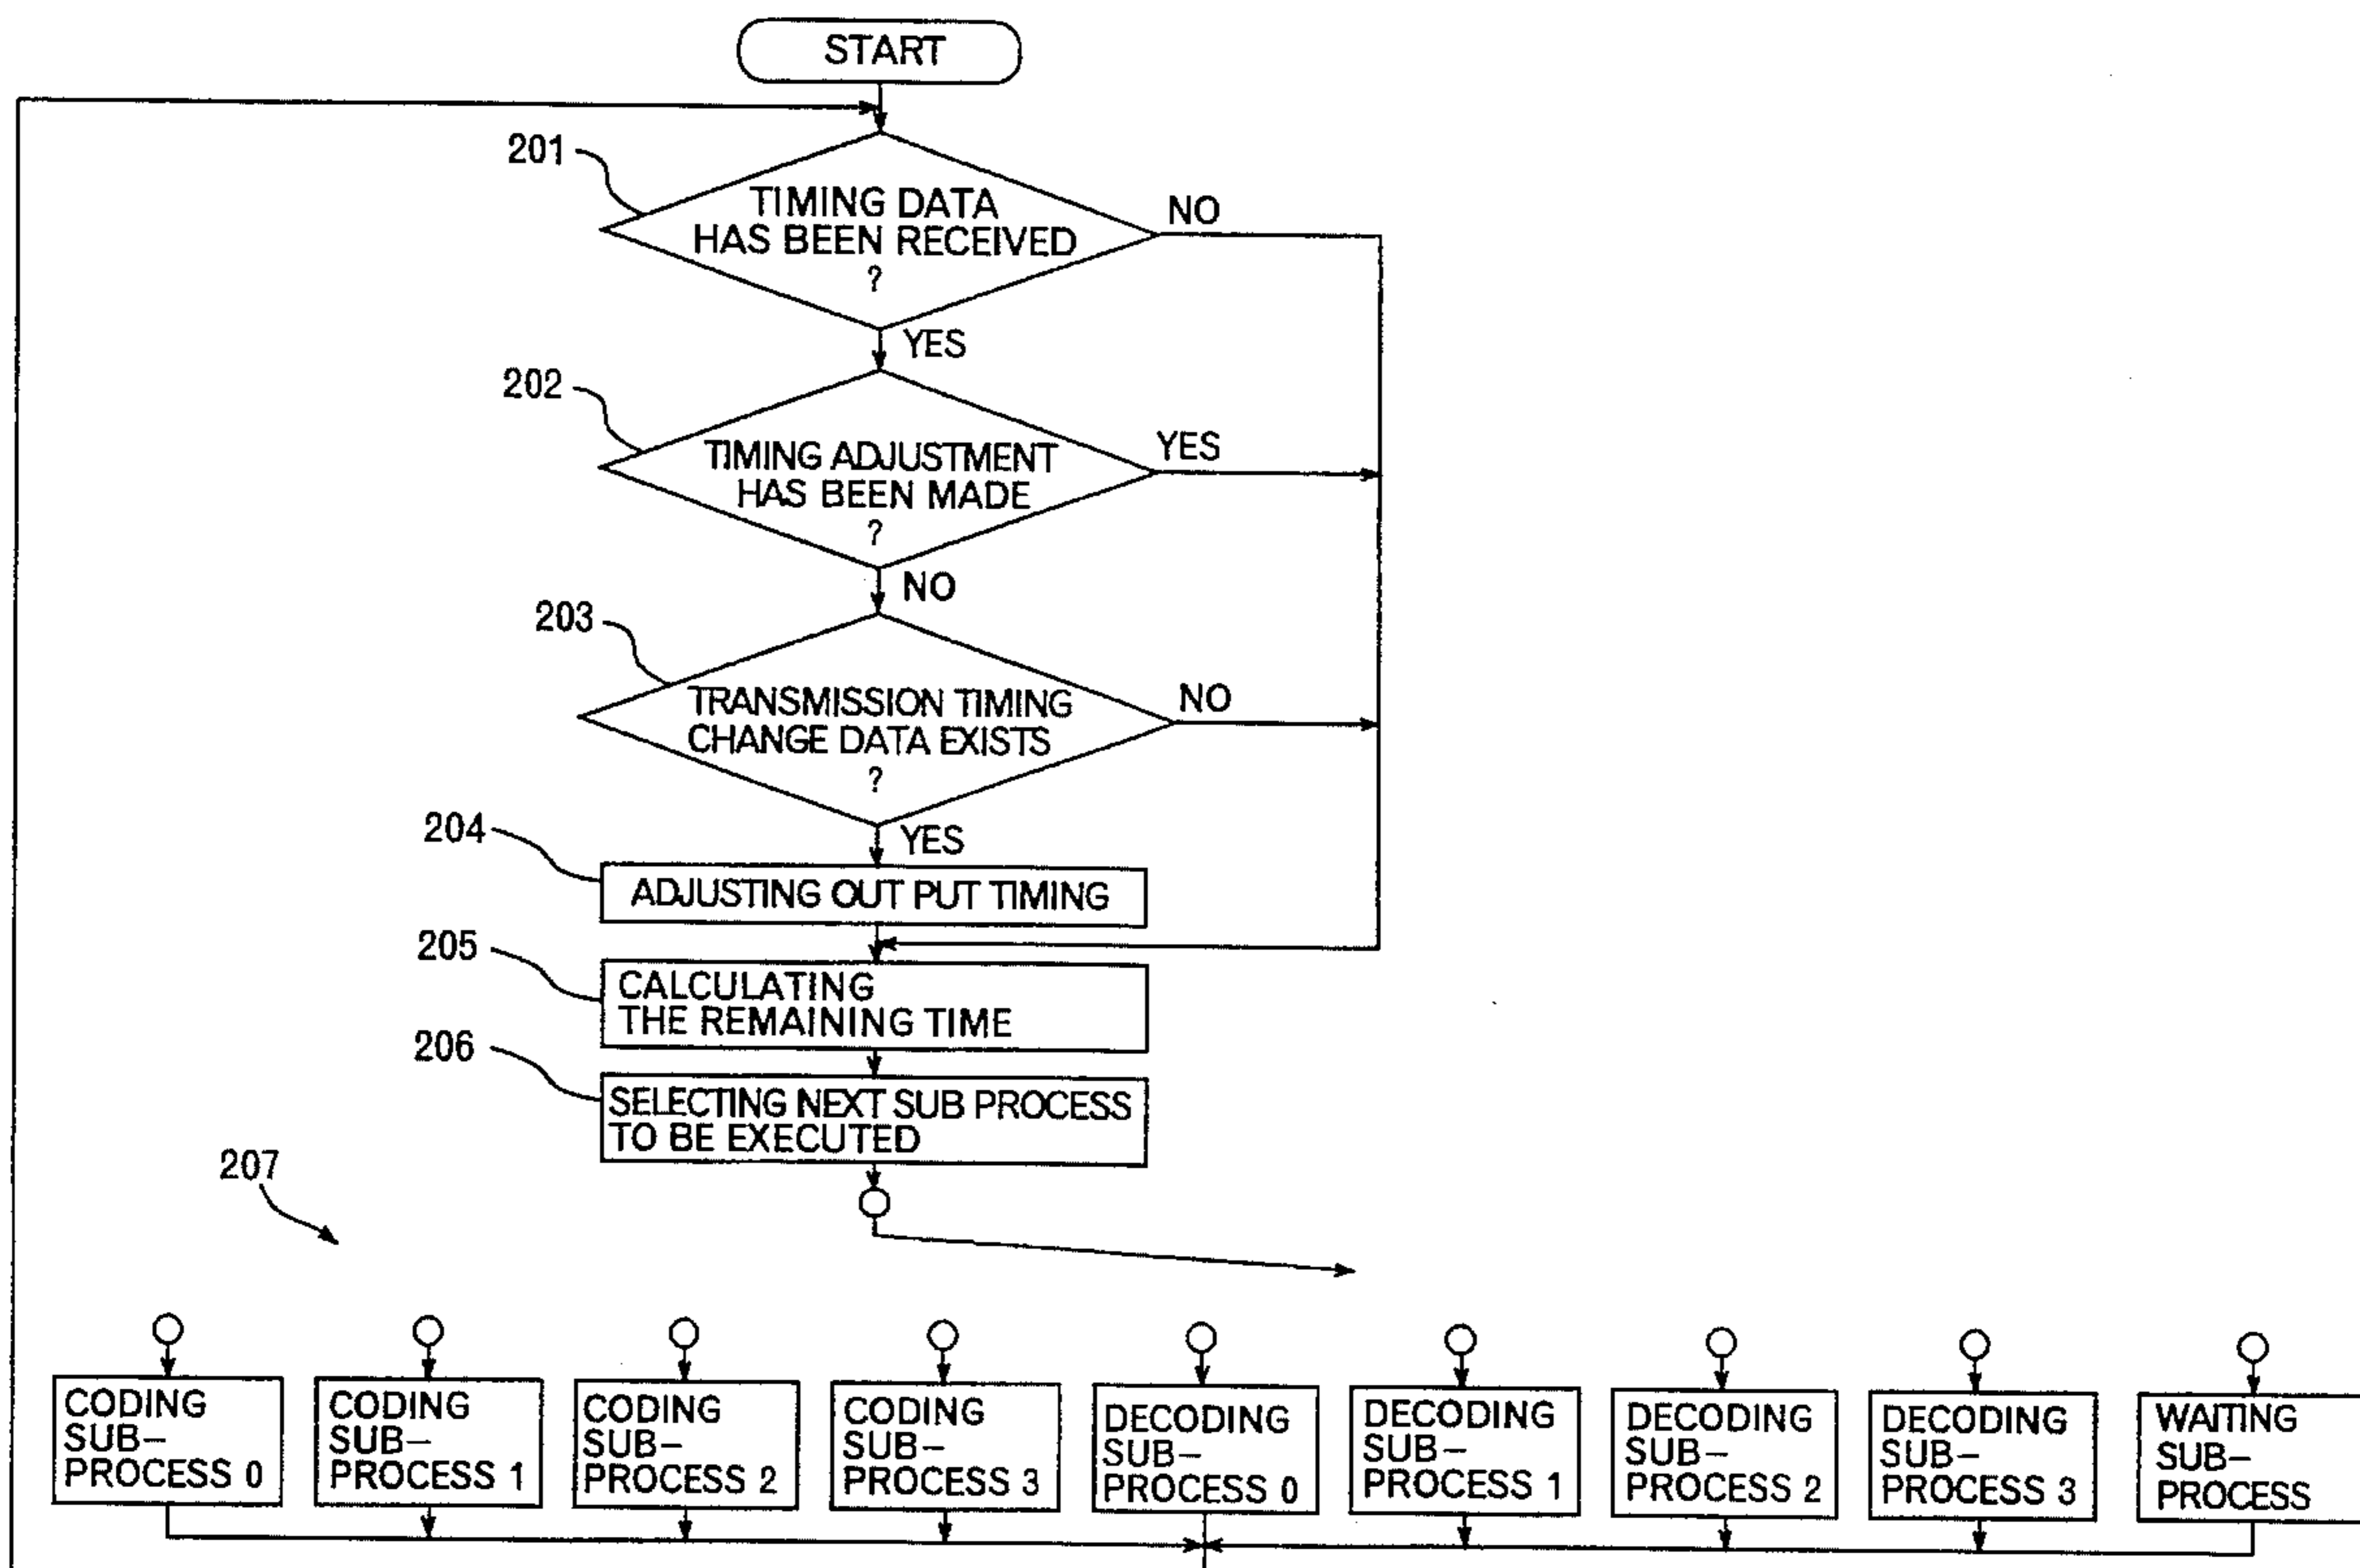 START
201
TIMING DATA
HAS BEEN RECEIVED
?
NO
YES
202
TIMING ADJUSTMENT
HAS BEEN MADE
?
YES
NO
203
TRANSMISSION TIMING
CHANGE DATA EXISTS
?
NO
YES
204
ADJUSTING OUT PUT TIMING
205
CALCULATING
THE REMAINING TIME
206
SELECTING NEXT SUB PROCESS
TO BE EXECUTED
207
CODING
SUB-
PROCESS 0
CODING
SUB-
PROCESS 1
CODING
SUB-
PROCESS 2
CODING
SUB-
PROCESS 3
DECODING
SUB-
PROCESS 0
DECODING
SUB-
PROCESS 1
DECODING
SUB-
PROCESS 2
DECODING
SUB-
PROCESS 3
WAITING
SUB-
PROCESS